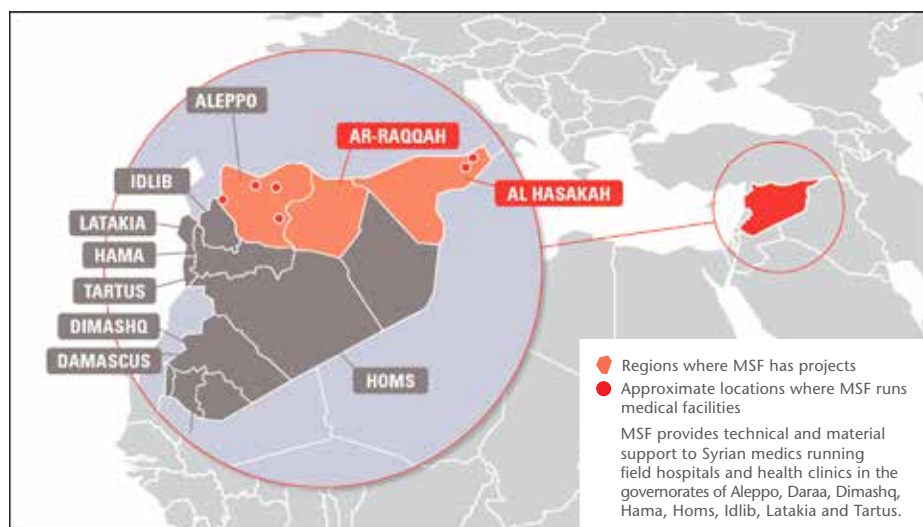 ALEPPO
AR-RAQQAH
IDLIB
AL HASAKAH
LATAKIA
HAMA
TARTUS
DIMASHQ
DAMASCUS
HOMS
Regions where MSF has projects
Approximate locations where MSF runs
medical facilities
MSF provides technical and material
support to Syrian medics running
field hospitals and health clinics in the
governorates of Aleppo, Daraa, Dimashq,
Hama, Homs, Idlib, Latakia and Tartus.